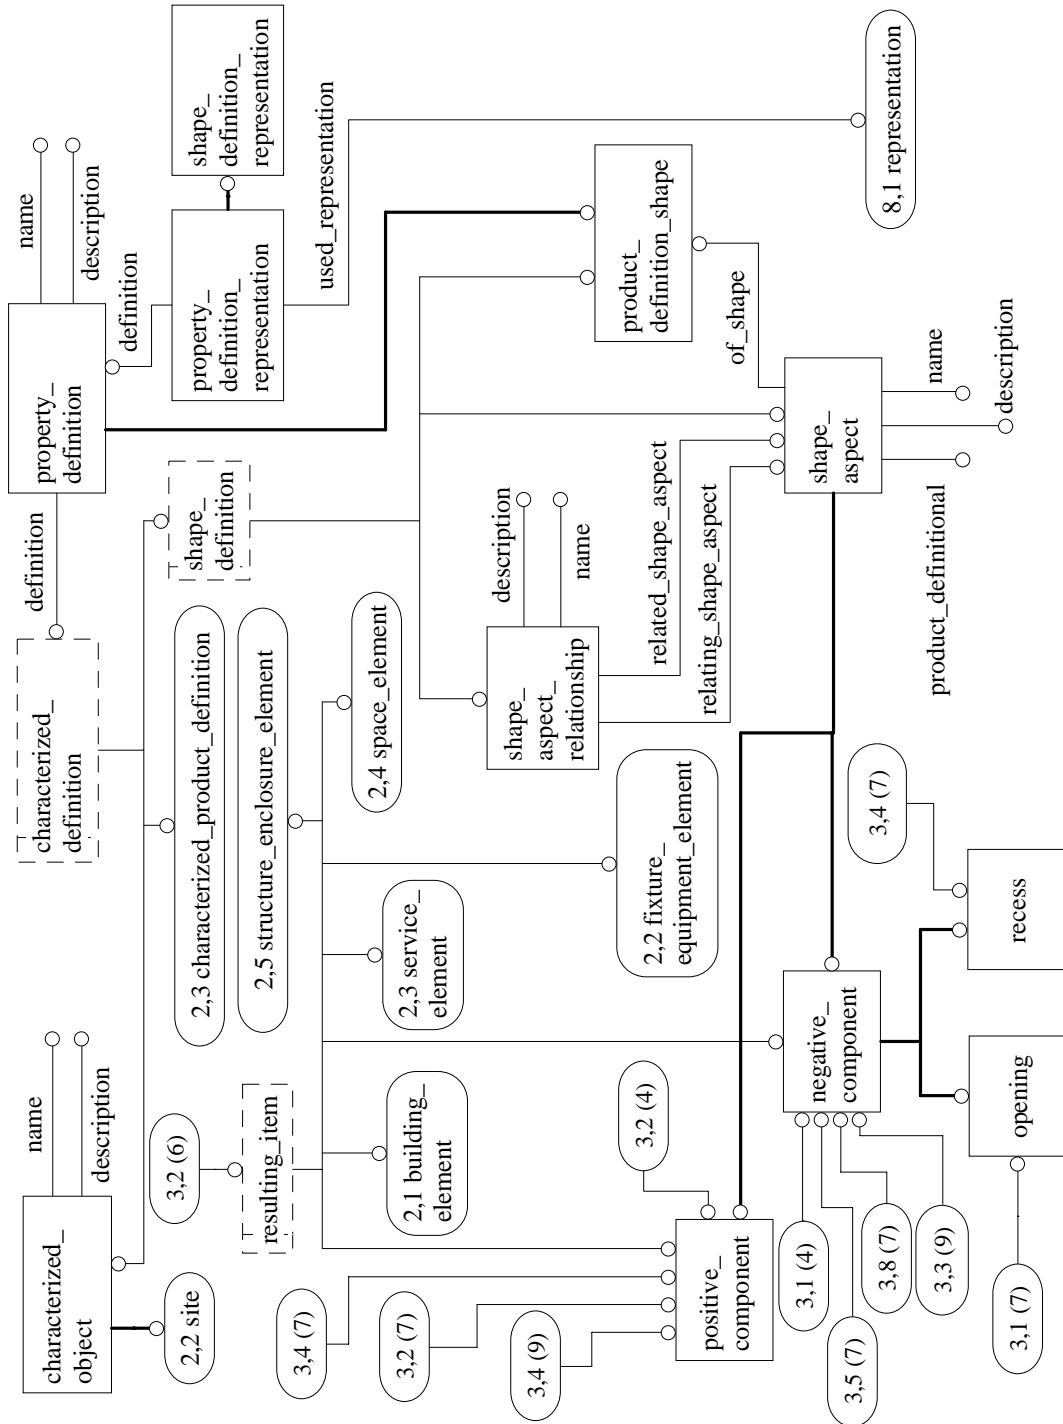 characterized_
object
name
description
2,2 site
characterized_
definition
definition
property_
definition
name
description
definition
property_
definition_
representation
shape_
definition_
representation
used_representation
3,2 (6)
resulting_item
2,3 characterized_product_definition
2,5 structure_enclosure_element
shape_
definition
2,1 building_
element
2,3 service_
element
2,4 space_element
3,4 (7)
3,2 (7)
3,4 (9)
description
name
shape_
aspect_
relationship
2,2 fixture_
equipment_element
related_shape_aspect
relating_shape_aspect
product_
definition_shape
of_shape
3,2 (4)
positive_
component
negative_
component
shape_
aspect
8,1 representation
3,1 (4)
3,5 (7)
3,8 (7)
3,3 (9)
3,4 (7)
product_definitional
name
description
3,1 (7)
opening
recess